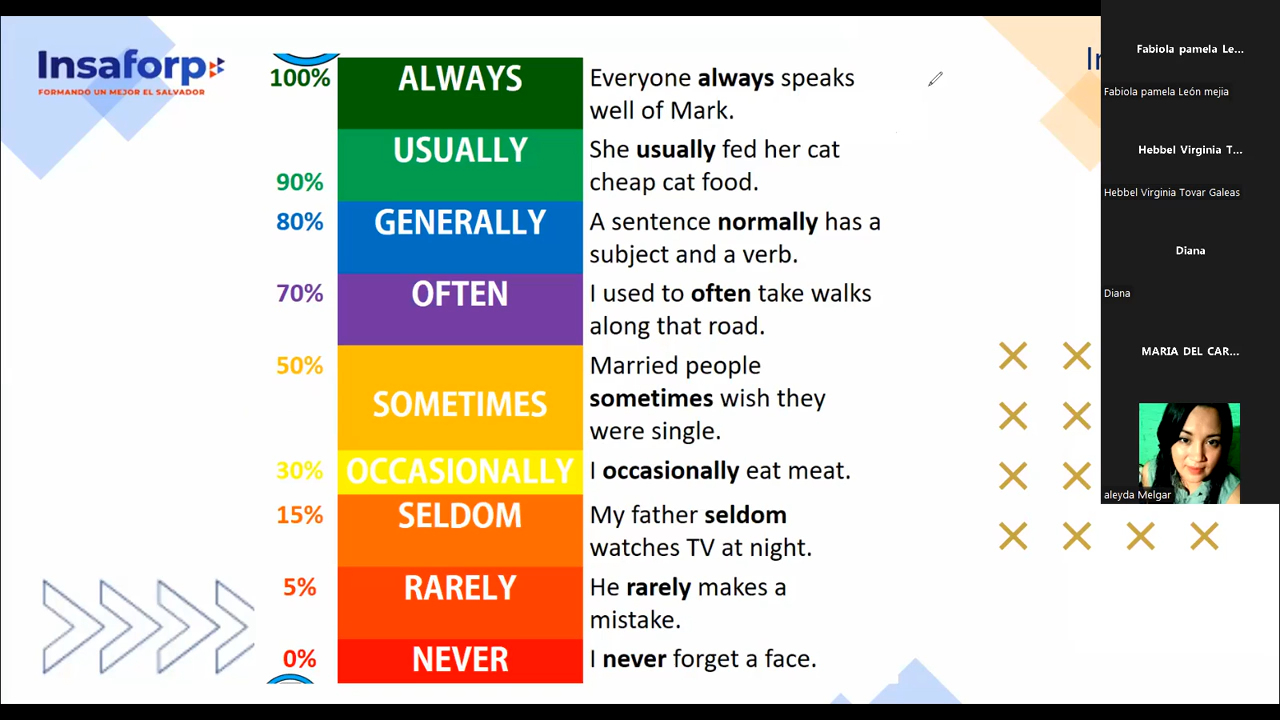 Insaforp
FORMANDO UN MEJOR EL SALVADOR
100% ALWAYS Everyone always speaks
well of Mark.
USUALLY She usually fed her cat
90% cheap cat food.
80% GENERALLY A sentence normally has a
subject and a verb.
70% OFTEN I used to often take walks
along that road.
50% Married people
SOMETIMES sometimes wish they
were single.
30% OCCASIONALLY I occasionally eat meat.
15% SELDOM My father seldom
watches TV at night.
5% RARELY He rarely makes a
mistake.
0% NEVER I never forget a face.
Fabiola pamela Le...
Fabiola pamela León mejia
Hebbel Virginia T...
Hebbel Virginia Tovar Galeas
Diana
Diana
MARIA DEL CAR...
aleyda Melgar